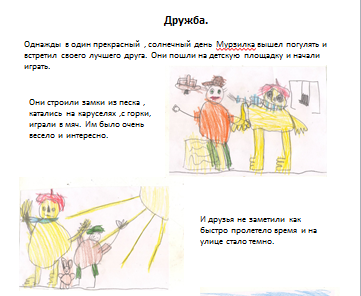 Дружба.
Однажды в один прекрасный , солнечный день Мурзилка вышел погулять и
встретил своего лучшего друга. Они пошли на детскую площадку и начали
играть.
Они строили замки из песка ,
катались на каруселях ,с горки,
играли в мяч. Им было очень
весело и интересно.
И друзья не заметили как
быстро пролетело время и на
улице стало темно.